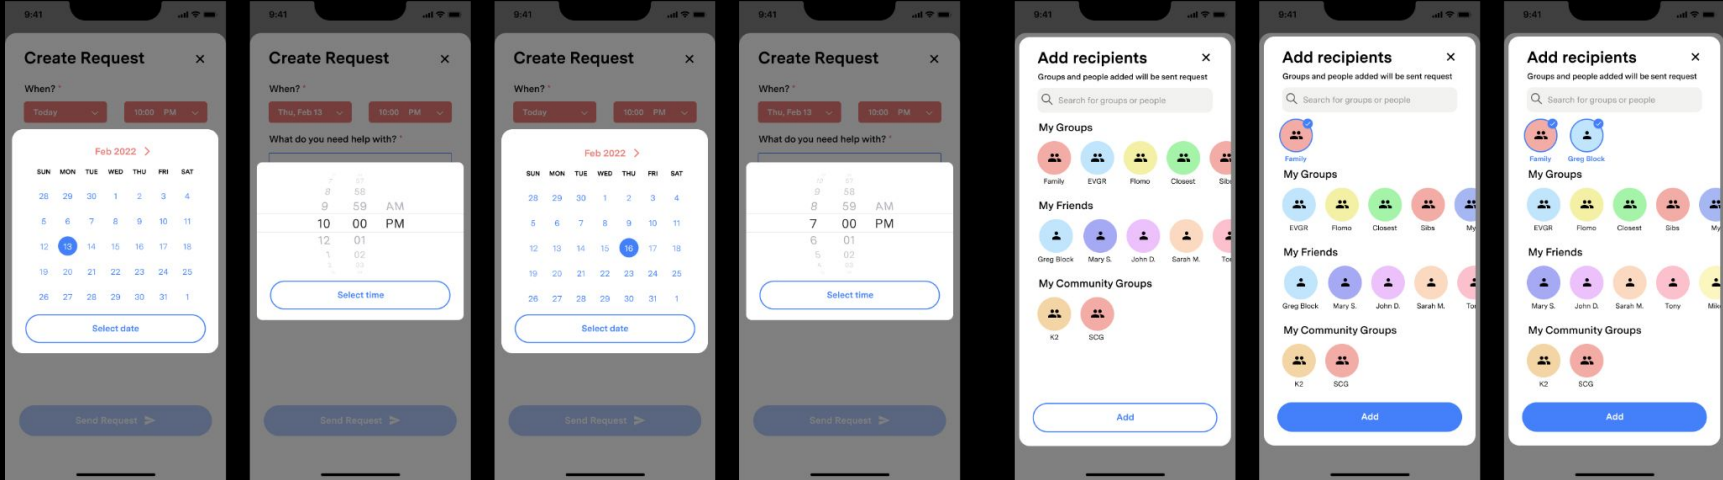 9:41
Create Request ×
When? *
Today 10:00 PM
Feb 2022 >
SUN MON TUE WED THU FRI SAT
28 29 30 1 2 3 4
5 6 7 8 9 10 11
12 13 14 15 16 17 18
19 20 21 22 23 24 25
26 27 28 29 30 31 1
Select date
Send Request
9:41
Create Request ×
When? *
Thu, Feb 13 10:00 PM
What do you need help with? *
8 58
9 59 AM
10 00 PM
12 01
1 02
Select time
Send Request
9:41
Create Request ×
When? *
Today 10:00 PM
Feb 2022 >
SUN MON TUE WED THU FRI SAT
28 29 30 1 2 3 4
5 6 7 8 9 10 11
12 13 14 15 16 17 18
19 20 21 22 23 24 25
26 27 28 29 30 31 1
Select date
Send Request
9:41
Create Request ×
When? *
Thu, Feb 13 10:00 PM
What do you need help with? *
58
8 59 AM
7 00 PM
6 01
5 02
Select time
Send Request
9:41
Add recipients ×
Groups and people added will be sent request
Search for groups or people
My Groups
Family EVGR Flomo Closest Sibs
My Friends
Greg Block Mary S. John D. Sarah M. To
My Community Groups
K2 SCG
Add
9:41
Add recipients ×
Groups and people added will be sent request
Search for groups or people
Family
My Groups
EVGR Flomo Closest Sibs My
My Friends
Greg Block Mary S. John D. Sarah M. To
My Community Groups
K2 SCG
Add
9:41
Add recipients ×
Groups and people added will be sent request
Search for groups or people
Family Greg Block
My Groups
EVGR Flomo Closest Sibs My
My Friends
Mary S. John D. Sarah M. Tony Mik
My Community Groups
K2 SCG
Add